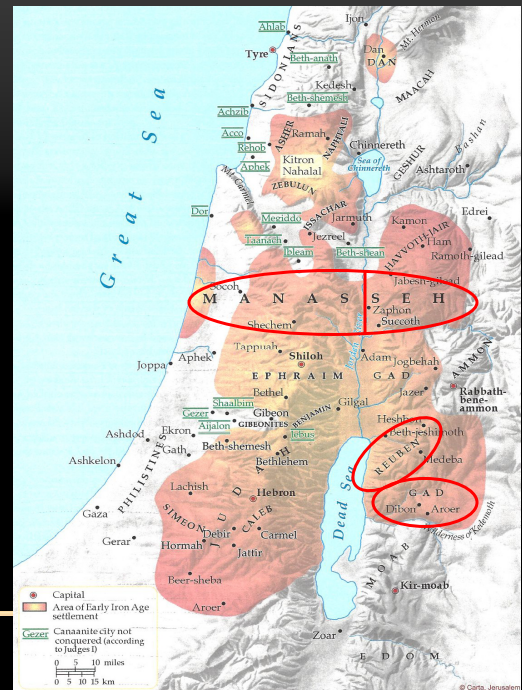 Ijon
Ahlab
Mt. Hermon
Tyre
Dan
DAN
Beth-anath
SIDONIANS
Kedesh
MAACAH
Beth-shemesh
Achzib
Acco
ASHER
Ramah
NAPHTALI
Rehob
Chinnereth
Bashan
Aphek
Kitron
Sea of
Chinnereth
GESHUR
Nahalal
Ashtaroth
Mt. Carmel
ZEBULUN
Great Sea
Dor
Megiddo
ISSACHAR
Jarmuth
Kamon
Edrei
Taanach
Jezreel
HAVVOTH-JAIR
Ham
Ibleam
Beth-shean
Ramoth-gilead
Jabesh-gilead
Socoh
MANASSEH
Zaphon
Shechem
Succoth
Tappuah
Adam
Joppa
Aphek
Shiloh
Jogbehah
AMMON
EPHRAIM
GAD
Bethel
Jazer
Rabbath-
bene-
ammon
Shaalbim
Gilgal
Gezer
Gibeon
Aijalon
GIBEONITES
BENJAMIN
Heshbon
Ashdod
Ekron
Jebus
Beth-jeshimoth
Beth-shemesh
Gath
REUBEN
Medeba
Ashkelon
Bethlehem
PHILISTINES
JUDAH
Lachish
Hebron
GAD
Dead Sea
Dibon
Aroer
Gaza
SIMEON
CALEB
Wilderness of Kedemoth
Debir
Carmel
Gerar
Hormah
Jattir
MOAB
Beer-sheba
Kir-moab
Aroer
Zoar
EDOM
Capital
Area of Early Iron Age
settlement
Gezer
Canaanite city not
conquered (according
to Judges I)
0 5 10 miles
0 5 10 15 km
© Carta, Jerusalem